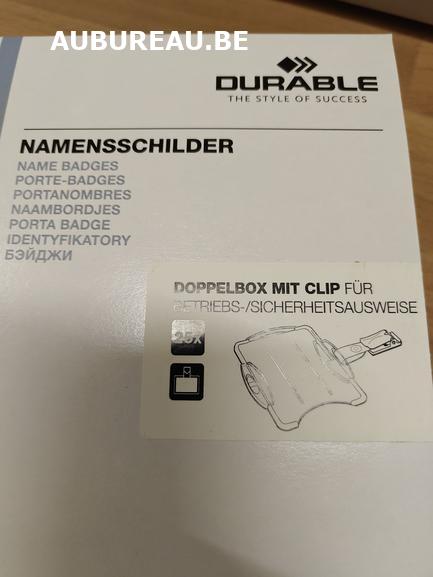 AUBUREAU.BE
DURABLE
THE STYLE OF SUCCESS
NAMENSSCHILDER
NAME BADGES
PORTE-BADGES
PORTANOMBRES
NAAMBORDJES
PORTA BADGE
IDENTYFIKATORY
БЭЙДЖИ
DOPPELBOX MIT CLIP FÜR
BETRIEBS-/SICHERHEITSAUSWEISE
25x